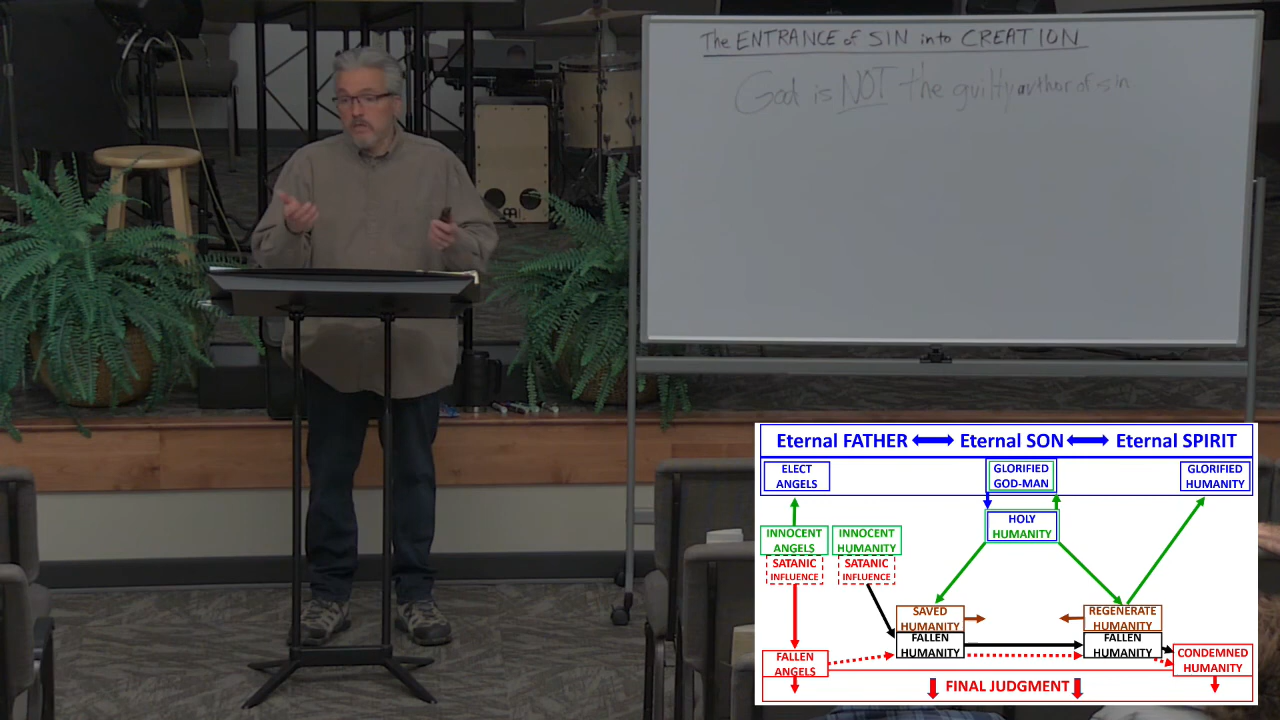 The ENTRANCE of SIN into CREATION
God is NOT the guilty author of sin
MEINL
Eternal FATHER Eternal SON Eternal SPIRIT
ELECT
ANGELS
GLORIFIED
GOD-MAN
GLORIFIED
HUMANITY
HOLY
HUMANITY
INNOCENT
ANGELS
SATANIC
INFLUENCE
INNOCENT
HUMANITY
SATANIC
INFLUENCE
SAVED
HUMANITY
FALLEN
HUMANITY
REGENERATE
HUMANITY
FALLEN
HUMANITY
FALLEN
ANGELS
CONDEMNED
HUMANITY
FINAL JUDGMENT